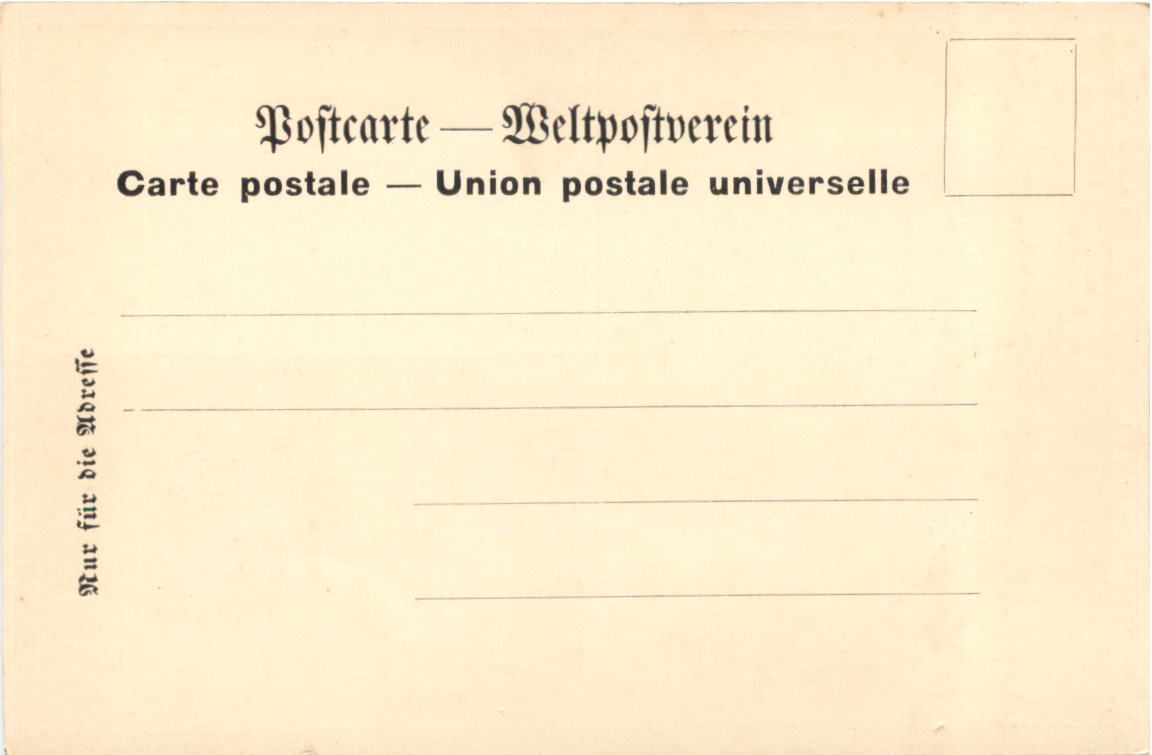 Postcarte — Weltpostverein
Carte postale — Union postale universelle
Nur für die Adresse